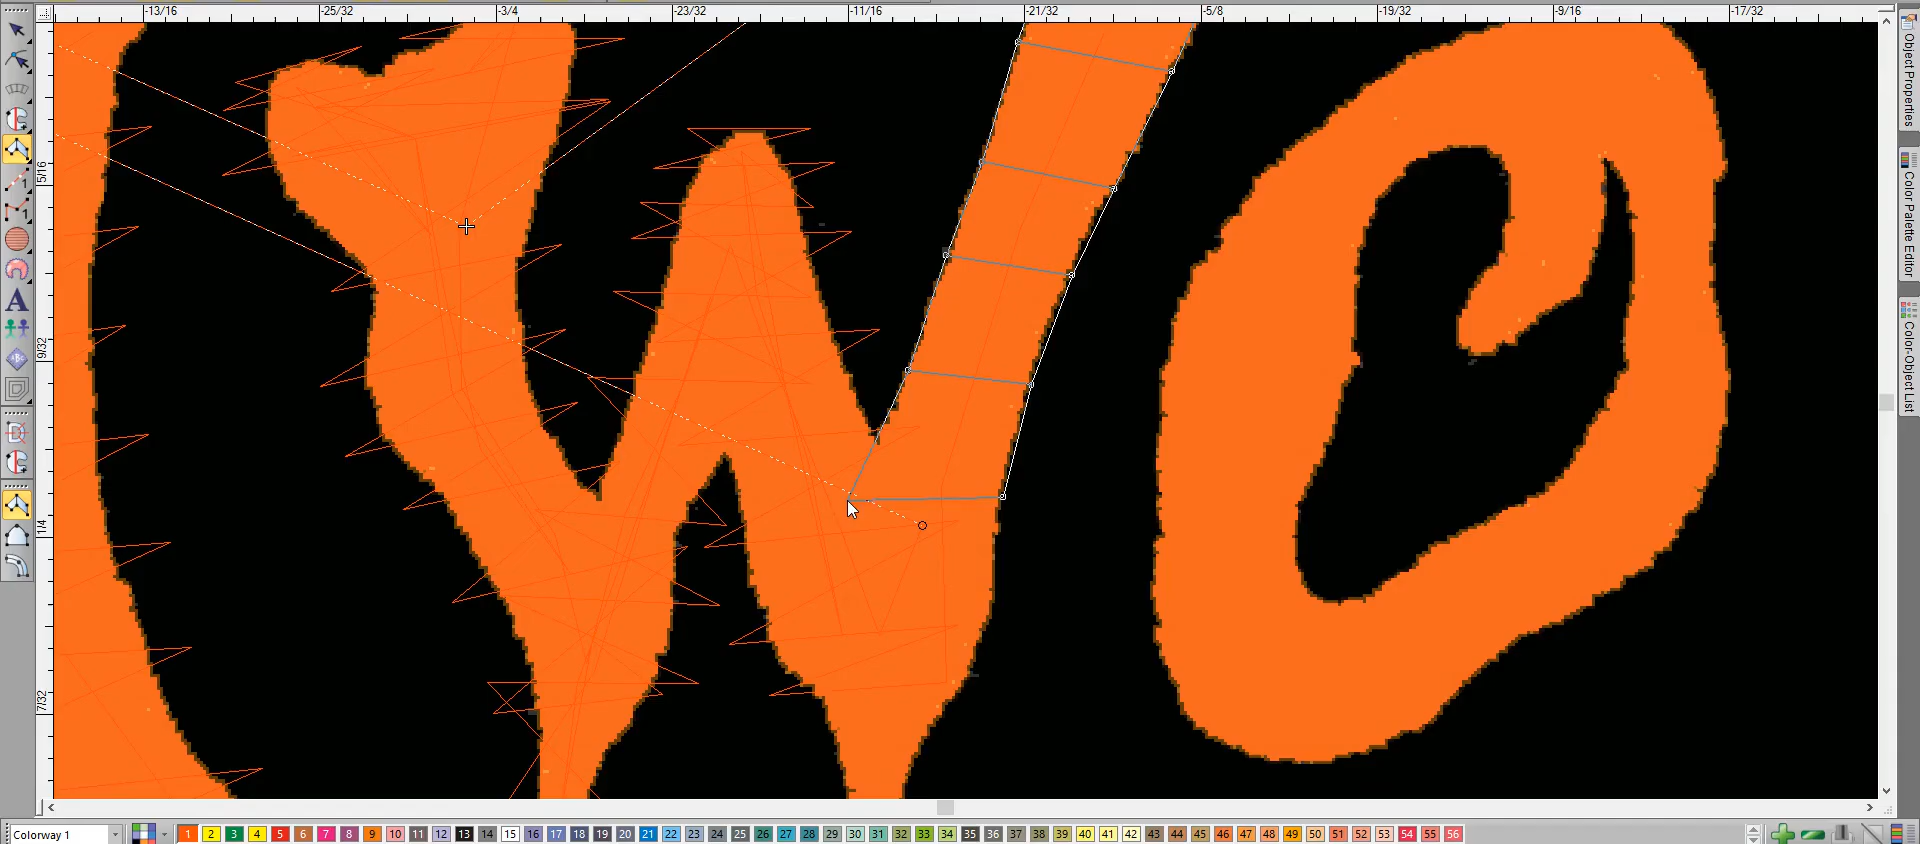 -13/16 -25/32 -3/4 -23/32 -11/16 -21/32 -5/8 -19/32 -9/16 -17/32
5/16
9/32
1/4
7/32
1
1
A
ABC
WO
Object Properties
Color Palette Editor
Color-Object List
Colorway 1
1 2 3 4 5 6 7 8 9 10 11 12 13 14 15 16 17 18 19 20 21 22 23 24 25 26 27 28 29 30 31 32 33 34 35 36 37 38 39 40 41 42 43 44 45 46 47 48 49 50 51 52 53 54 55 56